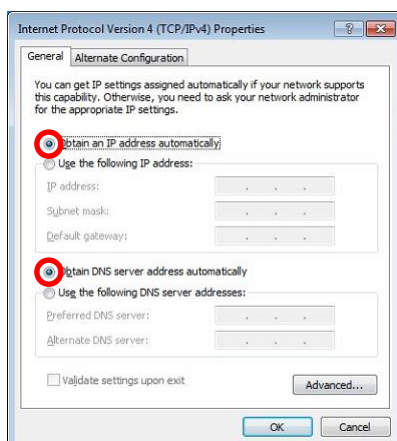 Internet Protocol Version 4 (TCP/IPv4) Properties
General Alternate Configuration
You can get IP settings assigned automatically if your network supports
this capability. Otherwise, you need to ask your network administrator
for the appropriate IP settings.
Obtain an IP address automatically
Use the following IP address:
IP address:
Subnet mask:
Default gateway:
Obtain DNS server address automatically
Use the following DNS server addresses:
Preferred DNS server:
Alternate DNS server:
Validate settings upon exit
Advanced...
OK Cancel